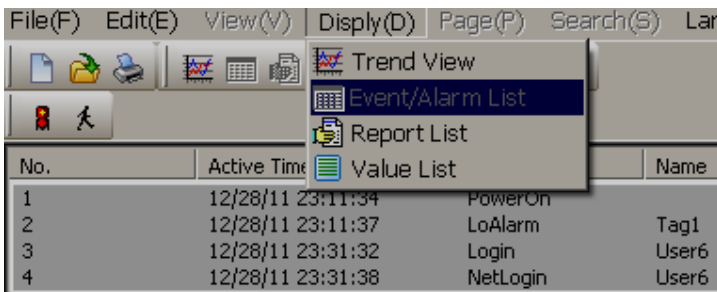 File(F) Edit(E) View(V) Disply(D) Page(P) Search(S)
Trend View
Event/Alarm List
Report List
Value List
No. Active Time Name
1 12/28/11 23:11:34 PowerOn
2 12/28/11 23:11:37 LoAlarm Tag1
3 12/28/11 23:31:32 Login User6
4 12/28/11 23:31:38 NetLogin User6